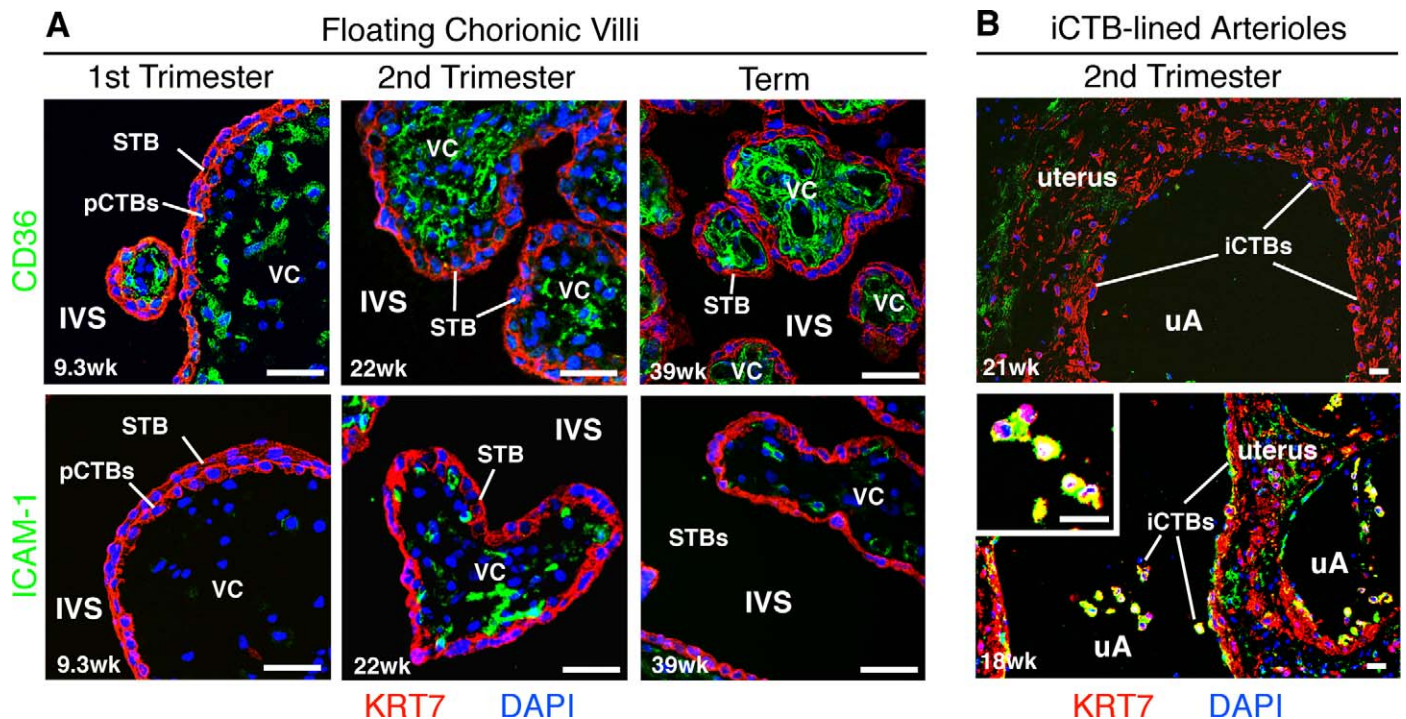 A
Floating Chorionic Villi
1st Trimester
2nd Trimester
Term
CD36
STB
pCTBs
VC
IVS
9.3wk
VC
VC
STB
22wk
VC
STB
IVS
VC
VC
39wk
ICAM-1
STB
pCTBs
IVS
VC
9.3wk
IVS
STB
VC
22wk
VC
STBs
IVS
39wk
KRT7 DAPI
B
iCTB-lined Arterioles
2nd Trimester
uterus
iCTBs
uA
21wk
uterus
iCTBs
uA
uA
18wk
KRT7 DAPI